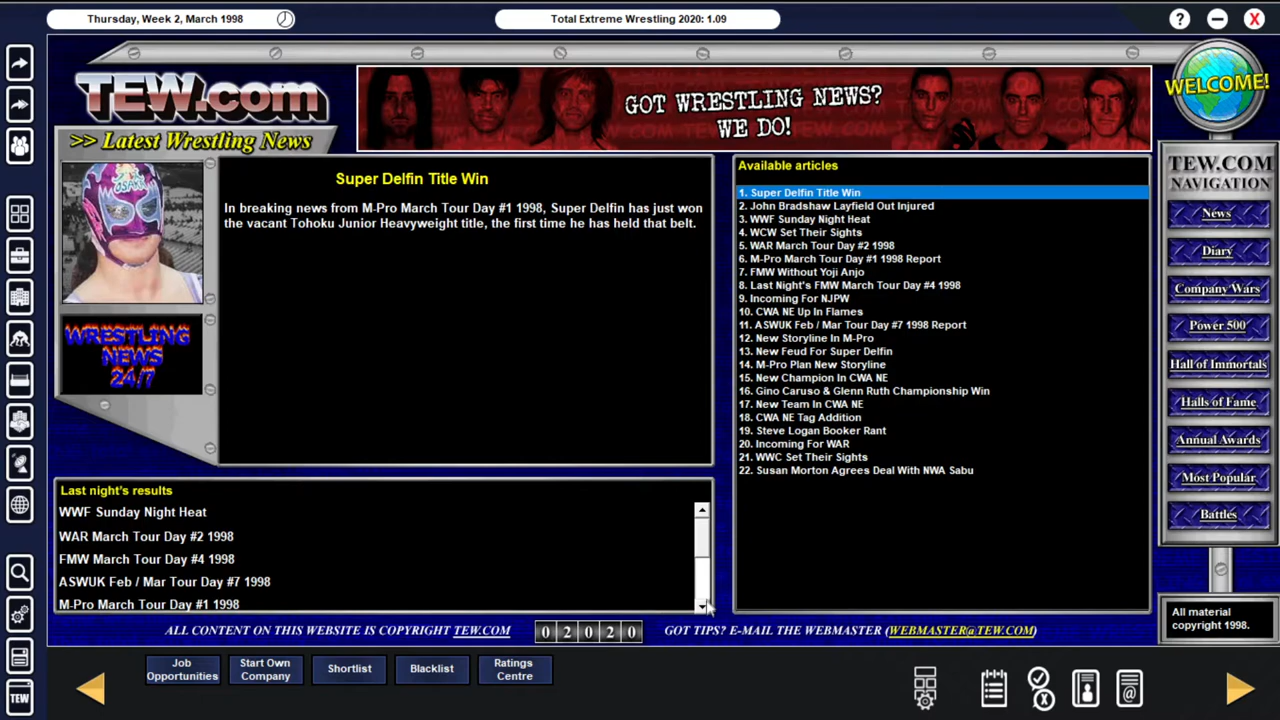 Thursday, Week 2, March 1998
Total Extreme Wrestling 2020: 1.09
?
X
TEW.com
>> Latest Wrestling News
GOT WRESTLING NEWS?
WE DO!
WELCOME!
Super Delfin Title Win
In breaking news from M-Pro March Tour Day #1 1998, Super Delfin has just won
the vacant Tohoku Junior Heavyweight title, the first time he has held that belt.
WRESTLING
NEWS
24/7
Available articles
1. Super Delfin Title Win
2. John Bradshaw Layfield Out Injured
3. WWF Sunday Night Heat
4. WCW Set Their Sights
5. WAR March Tour Day #2 1998
6. M-Pro March Tour Day #1 1998 Report
7. FMW Without Yoji Anjo
8. Last Night's FMW March Tour Day #4 1998
9. Incoming For NJPW
10. CWA NE Up In Flames
11. ASWUK Feb / Mar Tour Day #7 1998 Report
12. New Storyline In M-Pro
13. New Feud For Super Delfin
14. M-Pro Plan New Storyline
15. New Champion In CWA NE
16. Gino Caruso & Glenn Ruth Championship Win
17. New Team In CWA NE
18. CWA NE Tag Addition
19. Steve Logan Booker Rant
20. Incoming For WAR
21. WWC Set Their Sights
22. Susan Morton Agrees Deal With NWA Sabu
TEW.COM
NAVIGATION
News
Diary
Company Wars
Power 500
Hall of Immortals
Halls of Fame
Annual Awards
Most Popular
Battles
All material
copyright 1998.
Last night's results
WWF Sunday Night Heat
WAR March Tour Day #2 1998
FMW March Tour Day #4 1998
ASWUK Feb / Mar Tour Day #7 1998
M-Pro March Tour Day #1 1998
ALL CONTENT ON THIS WEBSITE IS COPYRIGHT TEW.COM
02020
GOT TIPS? E-MAIL THE WEBMASTER (WEBMASTER@TEW.COM)
TEW
Job
Opportunities
Start Own
Company
Shortlist
Blacklist
Ratings
Centre